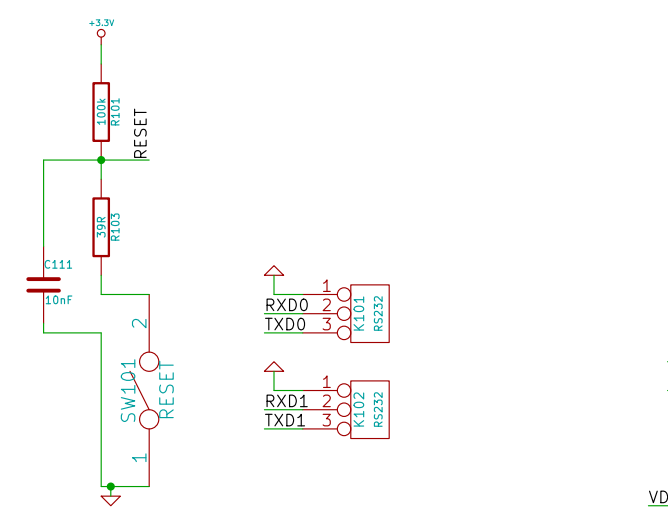 +3.3V
100k
R101
RESET
39R
R103
C111
10nF
2
SW101
RESET
1
1
RXD0 2
TXD0 3
K101
RS232
1
RXD1 2
TXD1 3
K102
RS232
VD